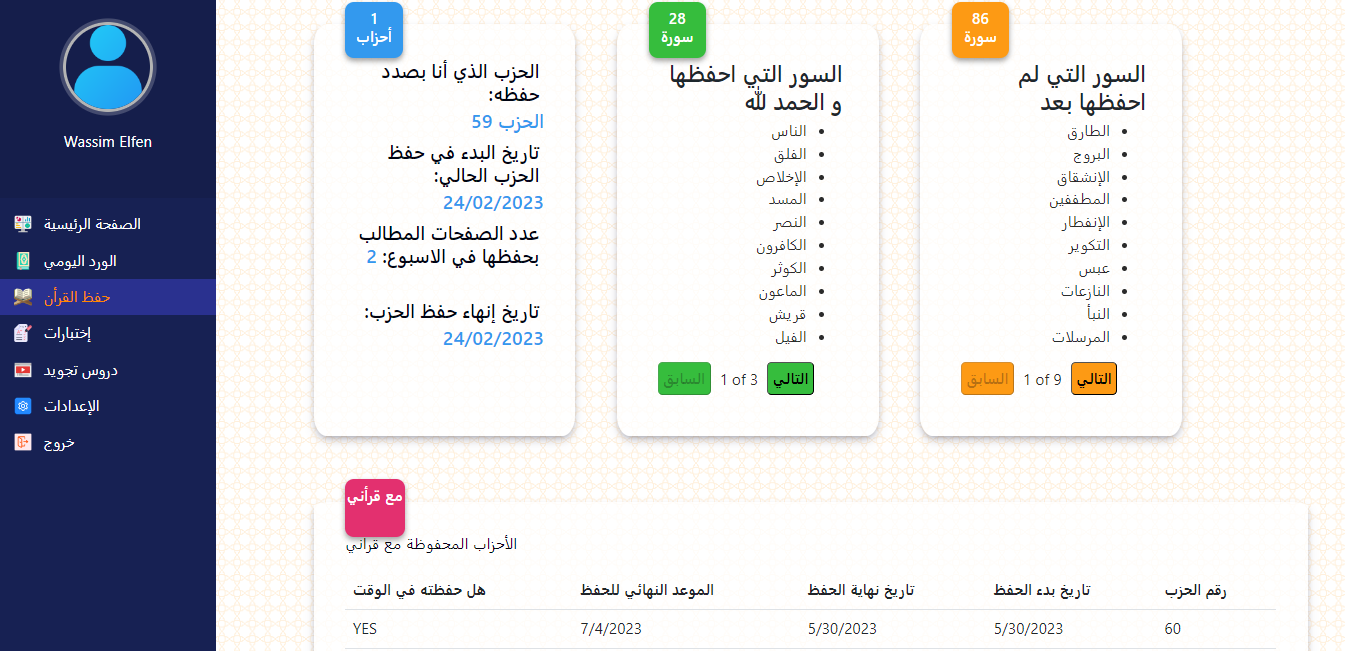 Wassim Elfen
الصفحة الرئيسية
الورد اليومي
حفظ القرأن
إختبارات
دروس تجويد
الإعدادات
خروج
86
سورة
السور التي لم
احفظها بعد
الطارق
البروج
الإنشقاق
المطففين
الإنفطار
التكوير
عبس
النازعات
النبأ
المرسلات
السابق 1 of 9 التالي
28
سورة
السور التي احفظها
و الحمد لله
الناس
الفلق
الإخلاص
المسد
النصر
الكافرون
الكوثر
الماعون
قريش
الفيل
السابق 1 of 3 التالي
1
أحزاب
الحزب الذي أنا بصدد
حفظه:
الحزب 59
تاريخ البدء في حفظ
الحزب الحالي:
24/02/2023
عدد الصفحات المطالب
بحفظها في الاسبوع: 2
تاريخ إنهاء حفظ الحزب:
24/02/2023
مع قرأني
الأحزاب المحفوظة مع قرأني
رقم الحزب تاريخ بدء الحفظ تاريخ نهاية الحفظ الموعد النهائي للحفظ هل حفظته في الوقت
60 5/30/2023 5/30/2023 7/4/2023 YES